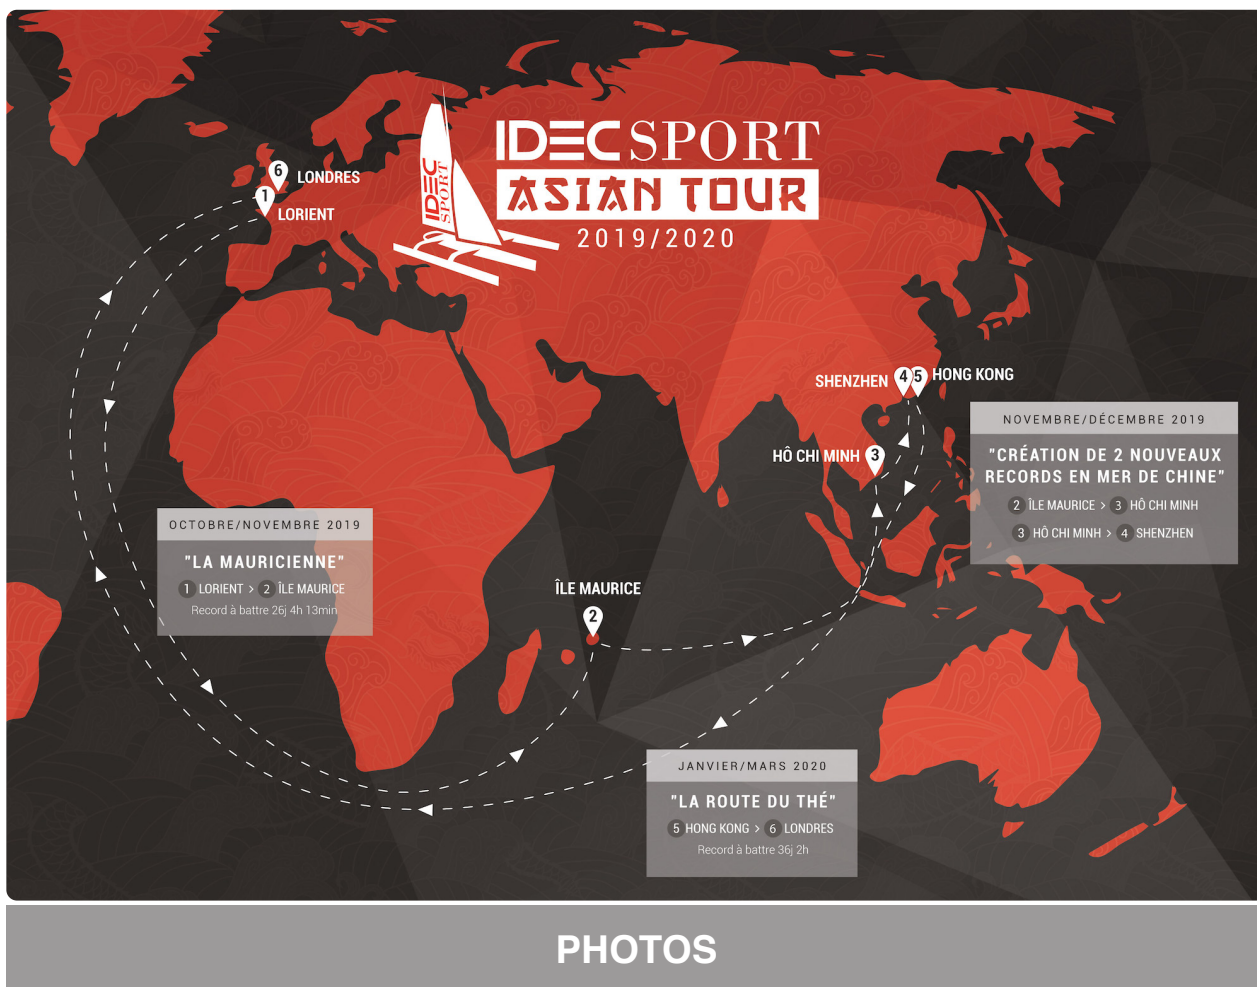 IDEC SPORT
ASIAN TOUR
2019/2020
IDEC
SPORT
6
LONDRES
1
LORIENT
SHENZHEN
4
5
HONG KONG
HÔ CHI MINH
3
NOVEMBRE/DÉCEMBRE 2019
"CRÉATION DE 2 NOUVEAUX
RECORDS EN MER DE CHINE"
2 ÎLE MAURICE > 3 HÔ CHI MINH
3 HÔ CHI MINH > 4 SHENZHEN
OCTOBRE/NOVEMBRE 2019
"LA MAURICIENNE"
1 LORIENT > 2 ÎLE MAURICE
Record à battre 26j 4h 13min
ÎLE MAURICE
2
JANVIER/MARS 2020
"LA ROUTE DU THÉ"
5 HONG KONG > 6 LONDRES
Record à battre 36j 2h
PHOTOS